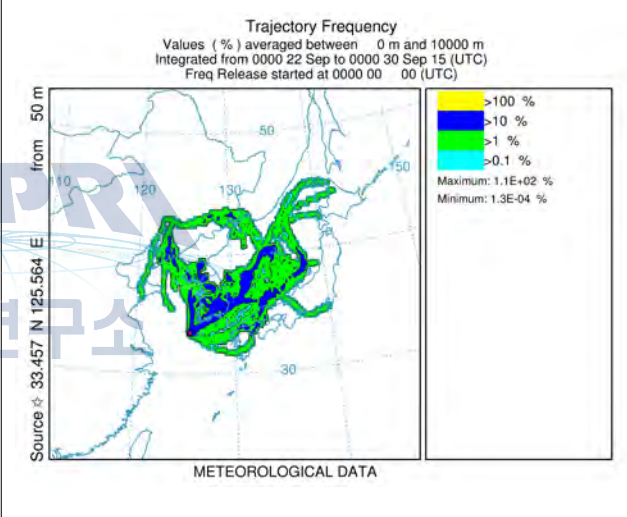 Trajectory Frequency
Values ( % ) averaged between 0 m and 10000 m
Integrated from 0000 22 Sep to 0000 30 Sep 15 (UTC)
Freq Release started at 0000 00 00 (UTC)
Source ☆ 33.457 N 125.564 E from 50 m
110
120
130
50
150
30
>100 %
>10 %
>1 %
>0.1 %
Maximum: 1.1E+02 %
Minimum: 1.3E-04 %
PRI
연구소
METEOROLOGICAL DATA